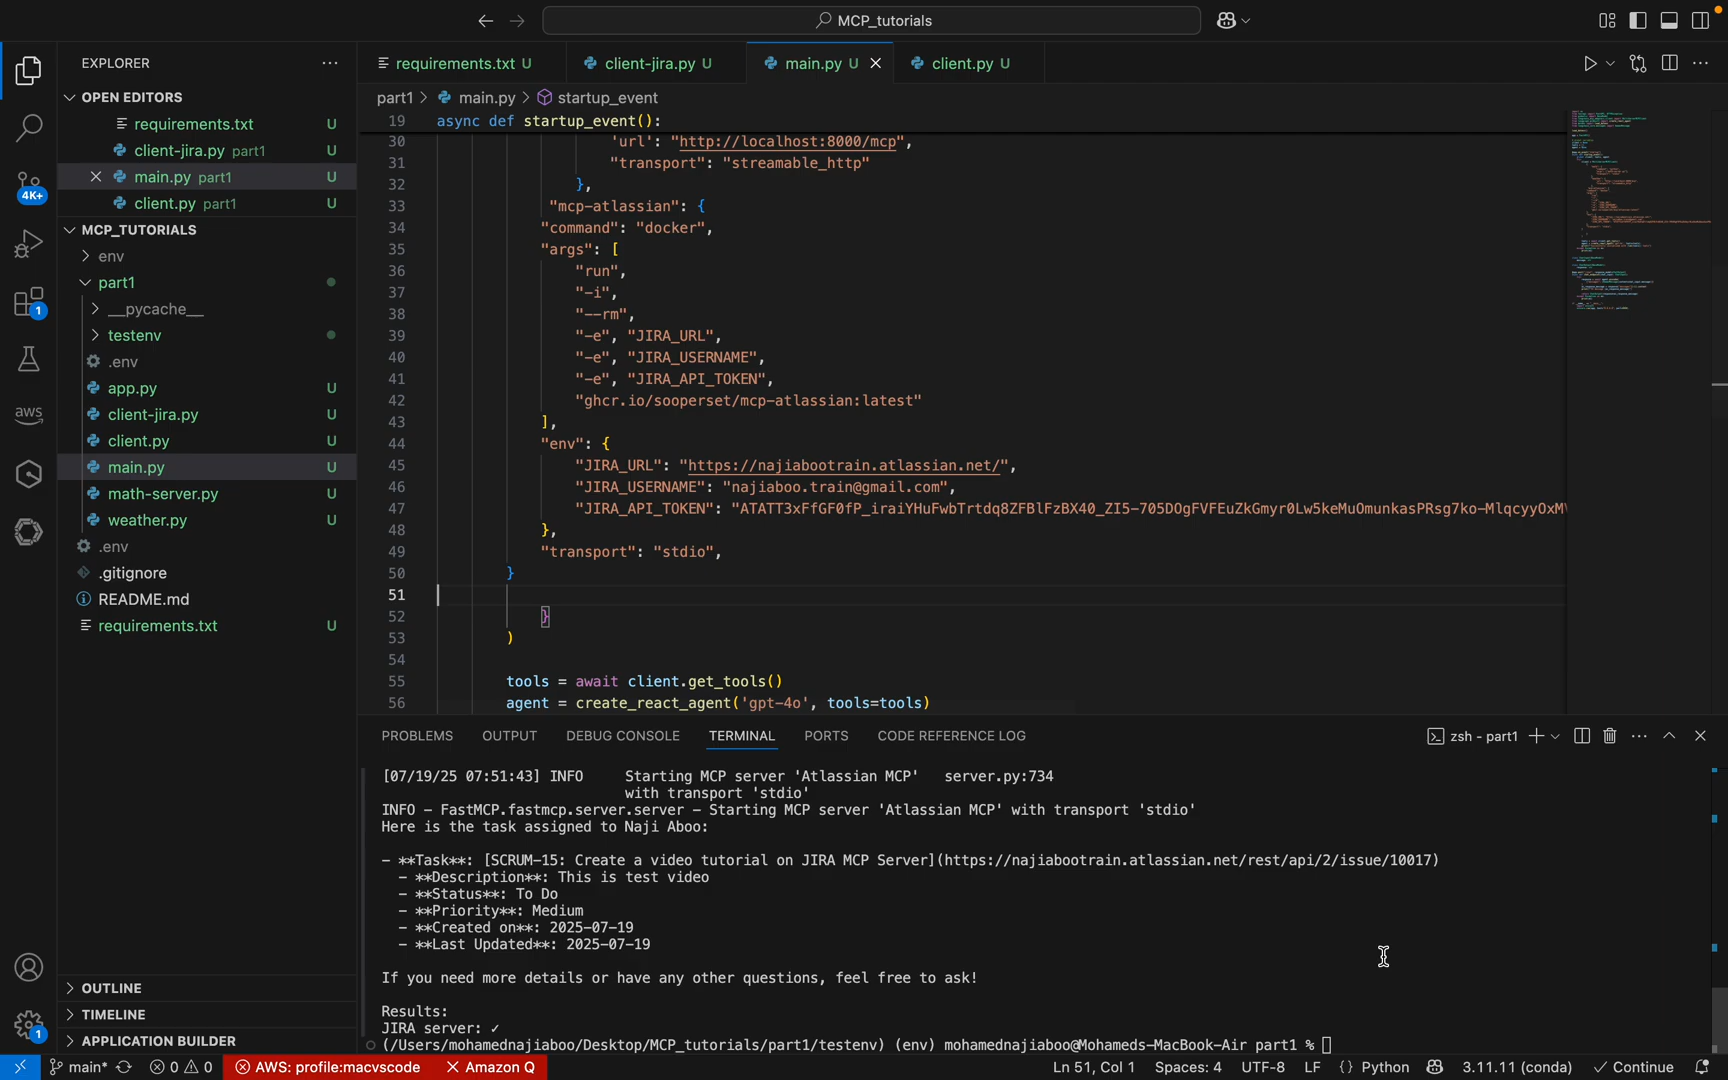 MCP_tutorials
EXPLORER
OPEN EDITORS
requirements.txt U
client-jira.py part1 U
main.py part1 U
client.py part1 U
MCP_TUTORIALS
env
part1
__pycache__
testenv
.env
app.py U
client-jira.py U
client.py U
main.py U
math-server.py U
weather.py U
.env
.gitignore
README.md
requirements.txt U
OUTLINE
TIMELINE
APPLICATION BUILDER
4K+
1
aws
1
requirements.txt U client-jira.py U main.py U client.py U
part1 > main.py > startup_event
19 async def startup_event():
30 'url': "http://localhost:8000/mcp",
31 "transport": "streamable_http"
32 },
33 "mcp-atlassian": {
34 "command": "docker",
35 "args": [
36 "run",
37 "-i",
38 "--rm",
39 "-e", "JIRA_URL",
40 "-e", "JIRA_USERNAME",
41 "-e", "JIRA_API_TOKEN",
42 "ghcr.io/sooperset/mcp-atlassian:latest"
43 ],
44 "env": {
45 "JIRA_URL": "https://najiabootrain.atlassian.net/",
46 "JIRA_USERNAME": "najiaboo.train@gmail.com",
47 "JIRA_API_TOKEN": "ATATT3xFfGF0fP_iraiYHuFwbTrtdq8ZFBlFzBX40_ZI5-705DOgFVFEuZkGmyr0Lw5keMuOmunkasPRsg7ko-MlqcyyOxM
48 },
49 "transport": "stdio",
50 }
51
52 }
53 )
54
55 tools = await client.get_tools()
56 agent = create_react_agent('gpt-4o', tools=tools)
PROBLEMS OUTPUT DEBUG CONSOLE TERMINAL PORTS CODE REFERENCE LOG zsh - part1
[07/19/25 07:51:43] INFO Starting MCP server 'Atlassian MCP' server.py:734
with transport 'stdio'
INFO - FastMCP.fastmcp.server.server - Starting MCP server 'Atlassian MCP' with transport 'stdio'
Here is the task assigned to Naji Aboo:
- **Task**: [SCRUM-15: Create a video tutorial on JIRA MCP Server](https://najiabootrain.atlassian.net/rest/api/2/issue/10017)
- **Description**: This is test video
- **Status**: To Do
- **Priority**: Medium
- **Created on**: 2025-07-19
- **Last Updated**: 2025-07-19
If you need more details or have any other questions, feel free to ask!
Results:
JIRA server: ✓
(/Users/mohamednajiaboo/Desktop/MCP_tutorials/part1/testenv) (env) mohamednajiaboo@Mohameds-MacBook-Air part1 %
main* 0 0 AWS: profile:macvscode Amazon Q Ln 51, Col 1 Spaces: 4 UTF-8 LF {} Python 3.11.11 (conda) ✓ Continue